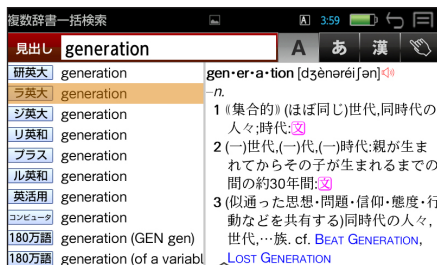 複数辞書一括検索 A 3:59
見出し generation A あ 漢
研英大 generation
ラ英大 generation
ジ英大 generation
リ英和 generation
プラス generation
ル英和 generation
英活用 generation
コンピュータ generation
180万語 generation (GEN gen)
180万語 generation (of a variabl
gen・er・a・tion [dʒènəréiʃən]
–n.
1 《集合的》 (ほぼ同じ)世代,同時代の
人々;時代:文
2 (一)世代,(一)代,(一)時代:親が生ま
れてからその子が生まれるまでの
間の約30年間:文
3 (似通った思想・問題・信仰・態度・行
動などを共有する)同時代の人々,
世代,…族. cf. BEAT GENERATION,
LOST GENERATION